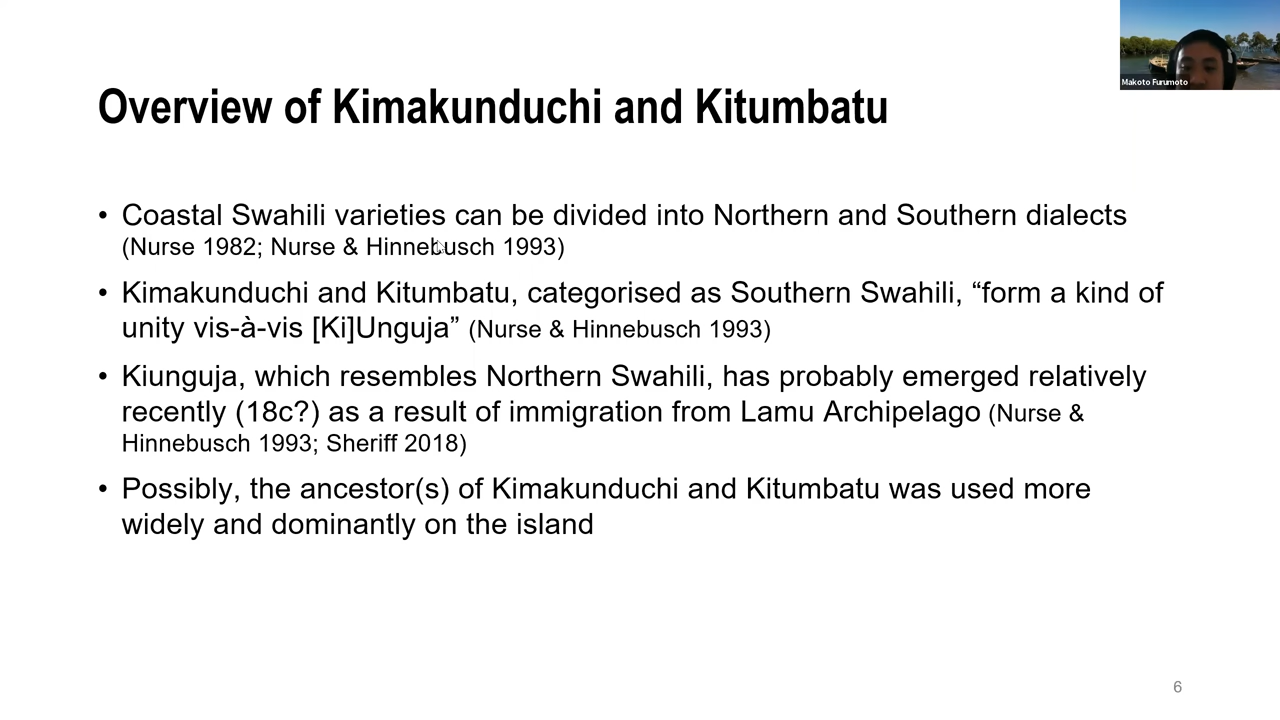 Makoto Furumoto
Overview of Kimakunduchi and Kitumbatu
• Coastal Swahili varieties can be divided into Northern and Southern dialects
(Nurse 1982; Nurse & Hinnebusch 1993)
• Kimakunduchi and Kitumbatu, categorised as Southern Swahili, “form a kind of
unity vis-à-vis [Ki]Unguja” (Nurse & Hinnebusch 1993)
• Kiunguja, which resembles Northern Swahili, has probably emerged relatively
recently (18c?) as a result of immigration from Lamu Archipelago (Nurse &
Hinnebusch 1993; Sheriff 2018)
• Possibly, the ancestor(s) of Kimakunduchi and Kitumbatu was used more
widely and dominantly on the island
6